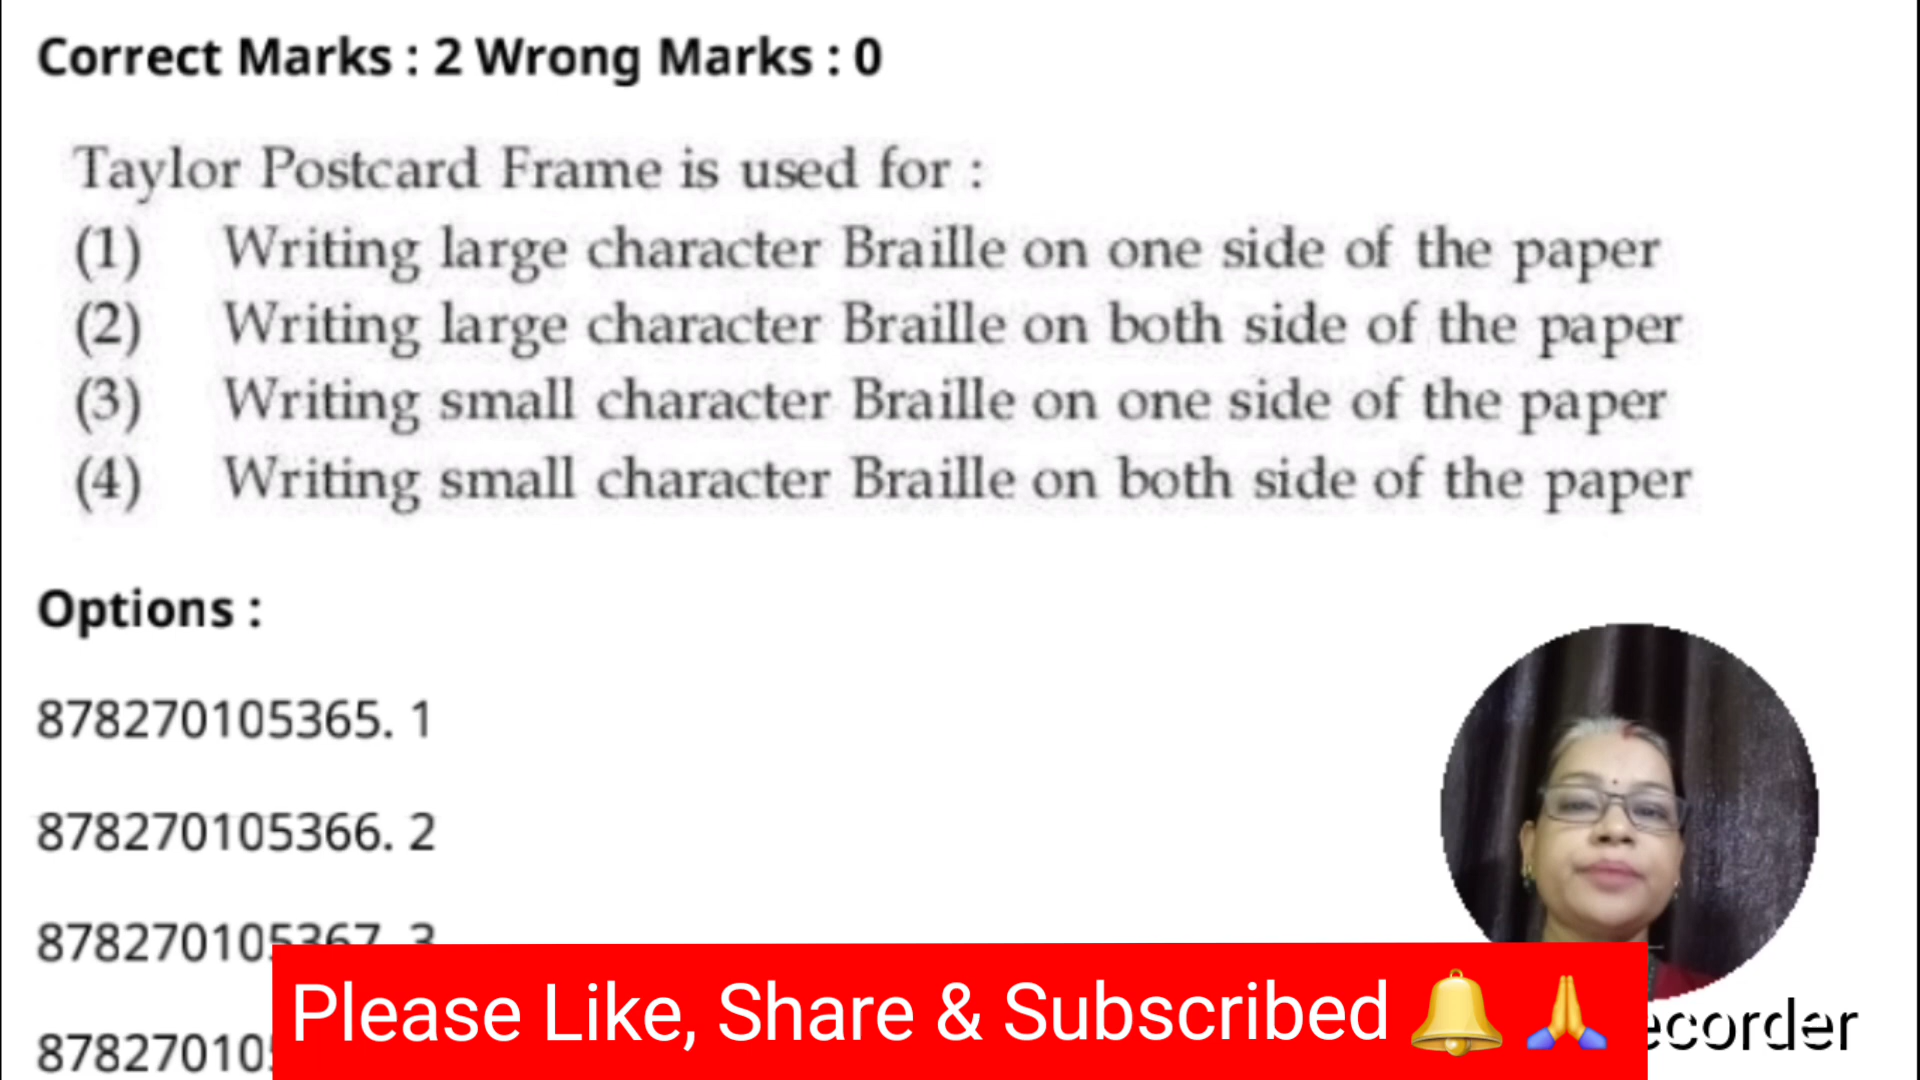 Correct Marks : 2 Wrong Marks : 0
Taylor Postcard Frame is used for :
(1) Writing large character Braille on one side of the paper
(2) Writing large character Braille on both side of the paper
(3) Writing small character Braille on one side of the paper
(4) Writing small character Braille on both side of the paper
Options :
878270105365. 1
878270105366. 2
878270105367. 3
Please Like, Share & Subscribed 🔔 🙏